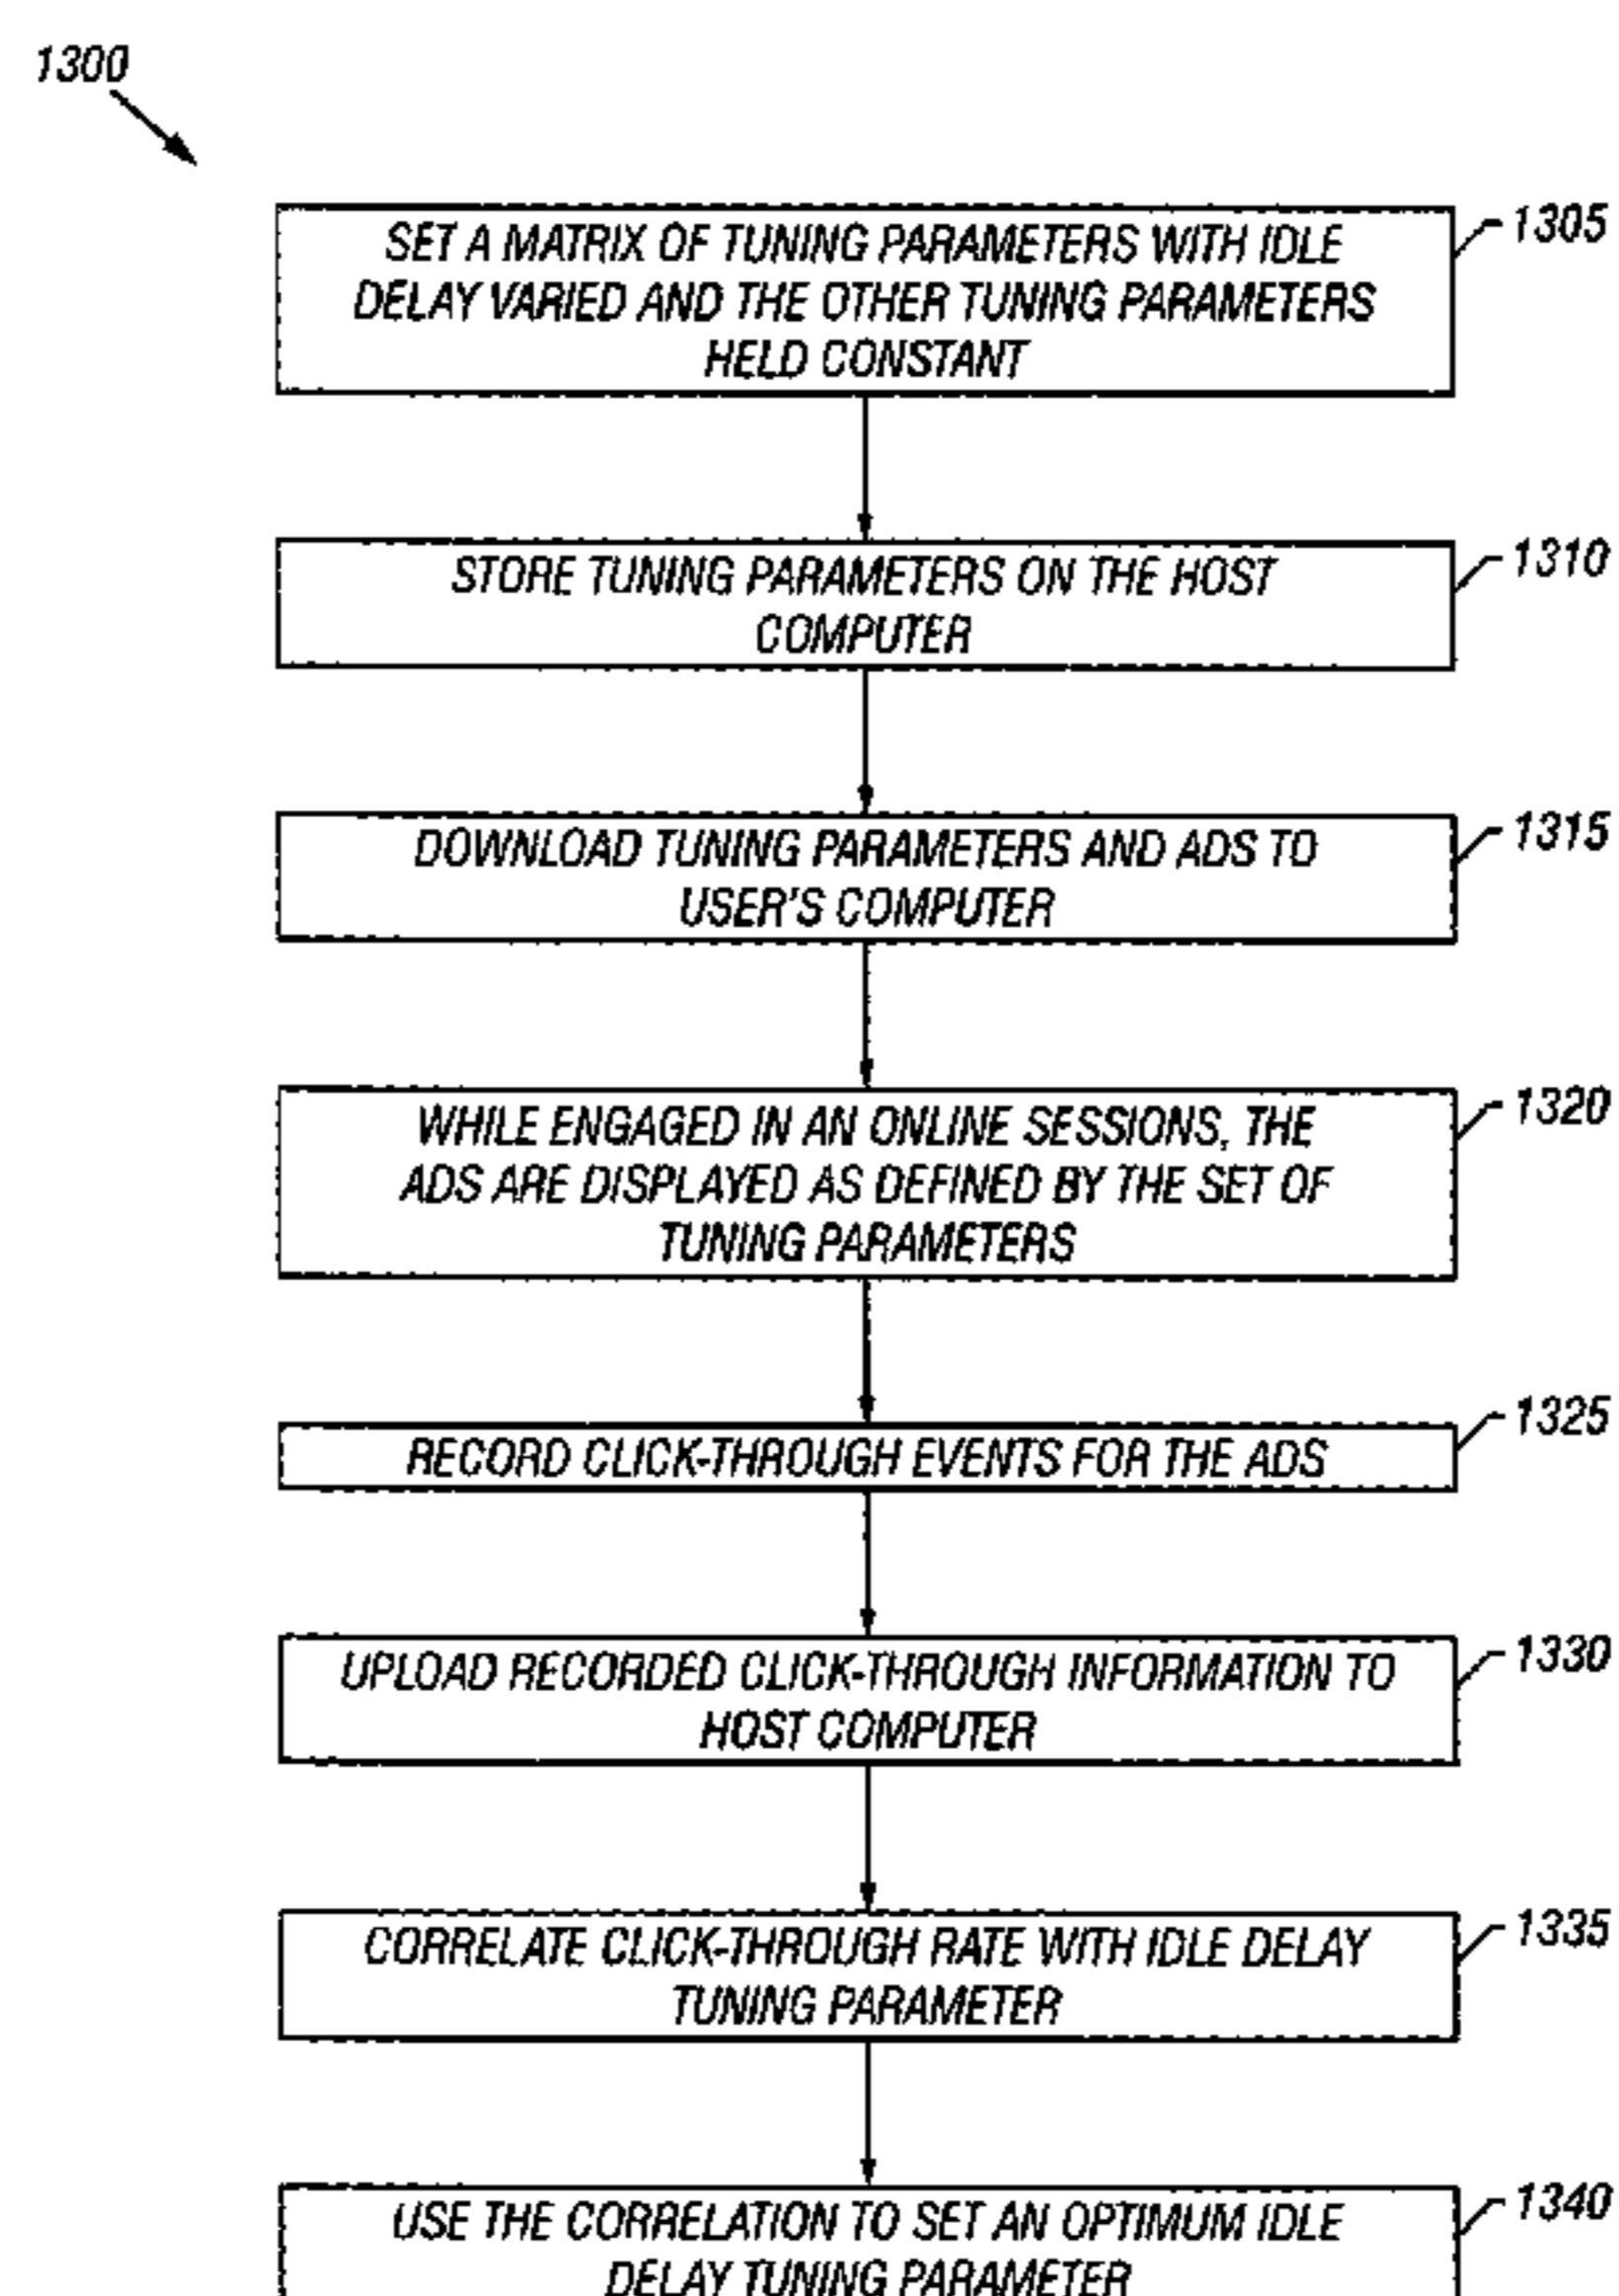 1300
SET A MATRIX OF TUNING PARAMETERS WITH IDLE
DELAY VARIED AND THE OTHER TUNING PARAMETERS
HELD CONSTANT
1305
STORE TUNING PARAMETERS ON THE HOST
COMPUTER
1310
DOWNLOAD TUNING PARAMETERS AND ADS TO
USER'S COMPUTER
1315
WHILE ENGAGED IN AN ONLINE SESSIONS, THE
ADS ARE DISPLAYED AS DEFINED BY THE SET OF
TUNING PARAMETERS
1320
RECORD CLICK-THROUGH EVENTS FOR THE ADS
1325
UPLOAD RECORDED CLICK-THROUGH INFORMATION TO
HOST COMPUTER
1330
CORRELATE CLICK-THROUGH RATE WITH IDLE DELAY
TUNING PARAMETER
1335
USE THE CORRELATION TO SET AN OPTIMUM IDLE
DELAY TUNING PARAMETER
1340